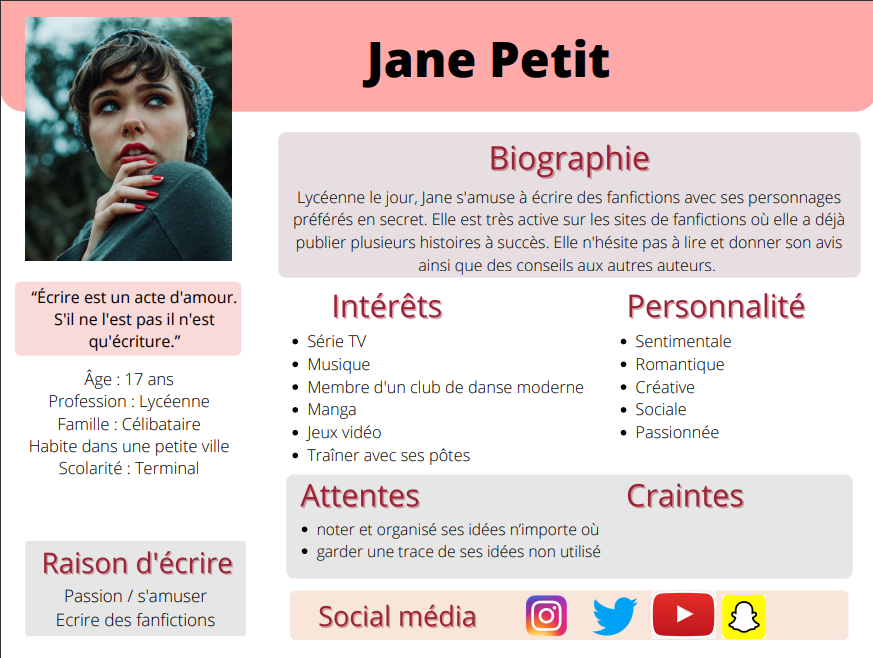 Jane Petit
“Écrire est un acte d'amour.
S'il ne l'est pas il n'est
qu'écriture.”
Âge : 17 ans
Profession : Lycéenne
Famille : Célibataire
Habite dans une petite ville
Scolarité : Terminal
Raison d'écrire
Passion / s'amuser
Ecrire des fanfictions
Biographie
Lycéenne le jour, Jane s'amuse à écrire des fanfictions avec ses personnages
préférés en secret. Elle est très active sur les sites de fanfictions où elle a déjà
publier plusieurs histoires à succès. Elle n'hésite pas à lire et donner son avis
ainsi que des conseils aux autres auteurs.
Intérêts
Série TV
Musique
Membre d'un club de danse moderne
Manga
Jeux vidéo
Traîner avec ses pôtes
Personnalité
Sentimentale
Romantique
Créative
Sociale
Passionnée
Attentes
noter et organisé ses idées n’importe où
garder une trace de ses idées non utilisé
Craintes
Social média